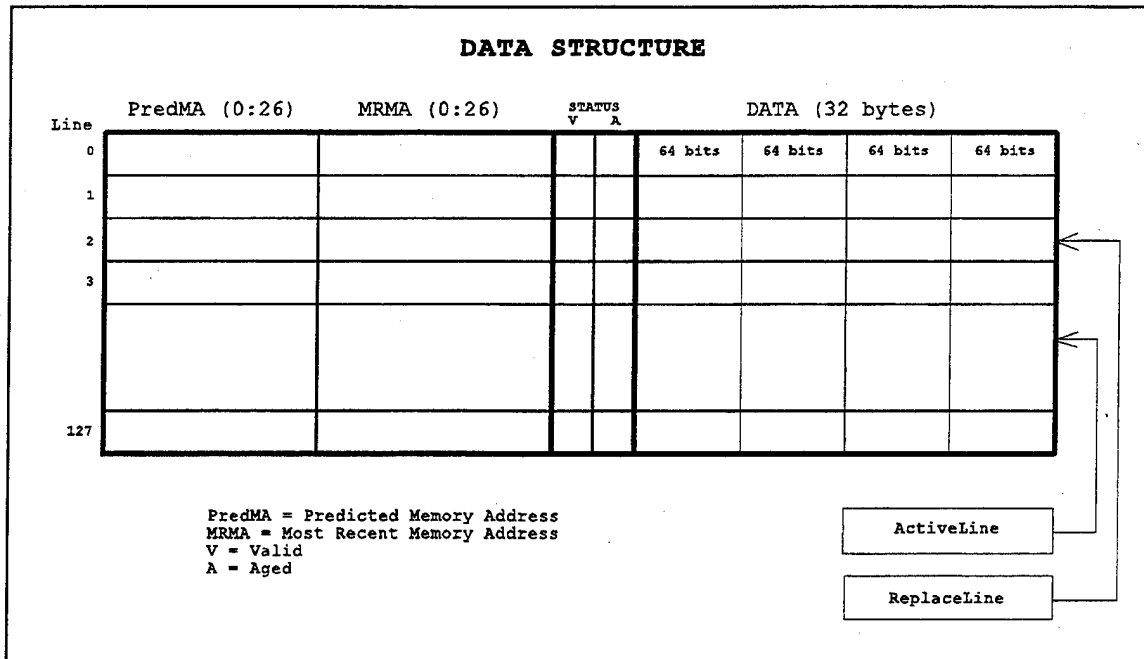 DATA STRUCTURE
PredMA (0:26) MRMA (0:26) STATUS DATA (32 bytes)
Line V A
0 64 bits 64 bits 64 bits 64 bits
1
2
3
127
PredMA = Predicted Memory Address
MRMA = Most Recent Memory Address
V = Valid
A = Aged
ActiveLine
ReplaceLine